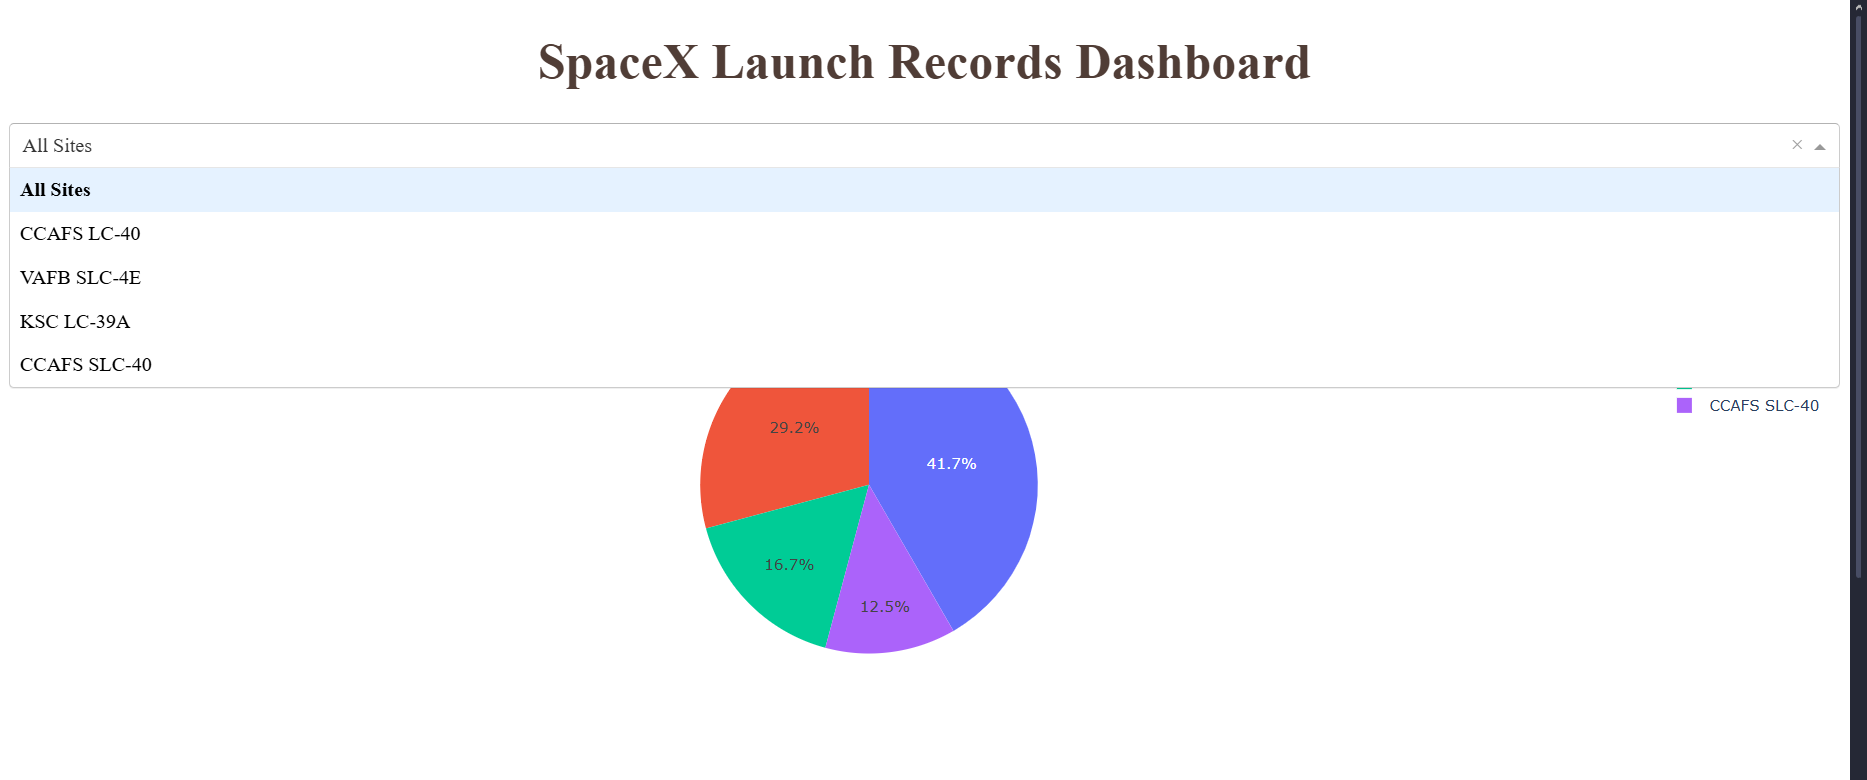 SpaceX Launch Records Dashboard
All Sites
All Sites
CCAFS LC-40
VAFB SLC-4E
KSC LC-39A
CCAFS SLC-40
CCAFS SLC-40
29.2%
41.7%
16.7%
12.5%